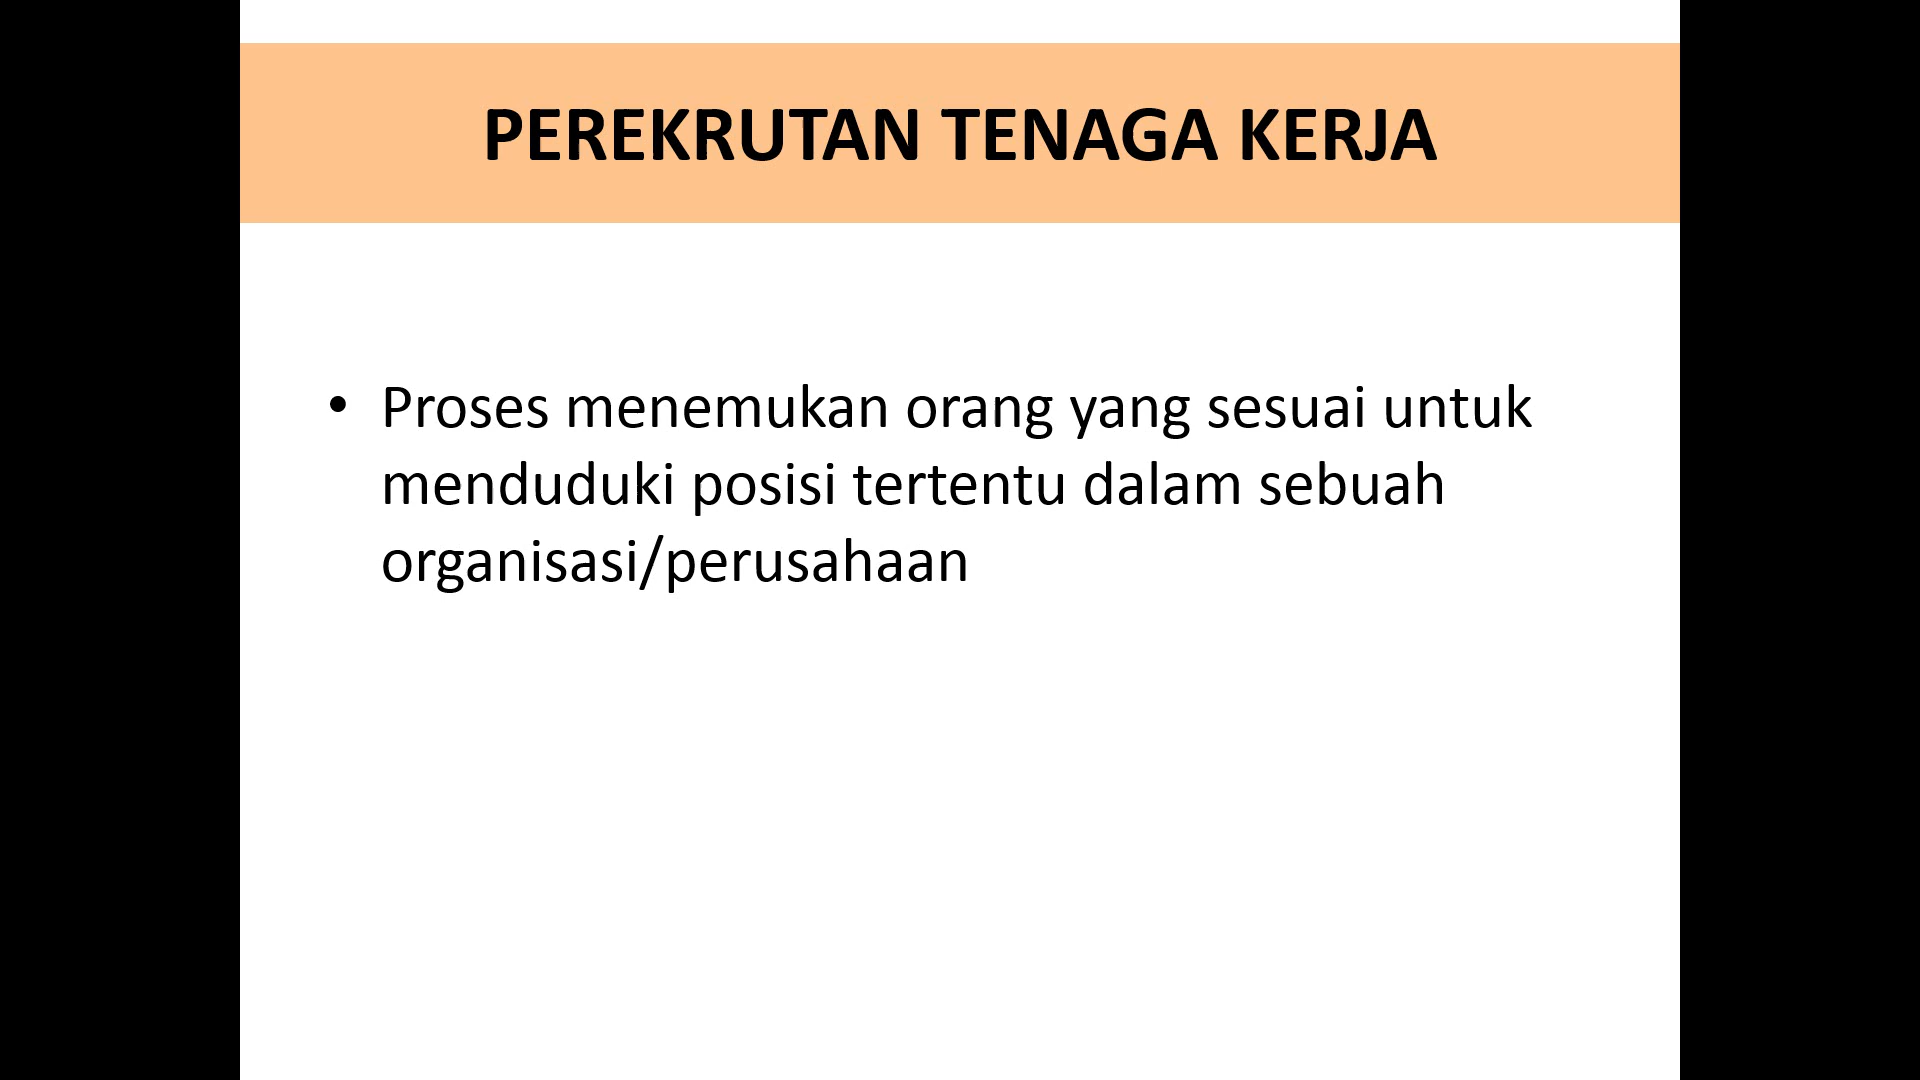 PEREKRUTAN TENAGA KERJA
• Proses menemukan orang yang sesuai untuk
menduduki posisi tertentu dalam sebuah
organisasi/perusahaan